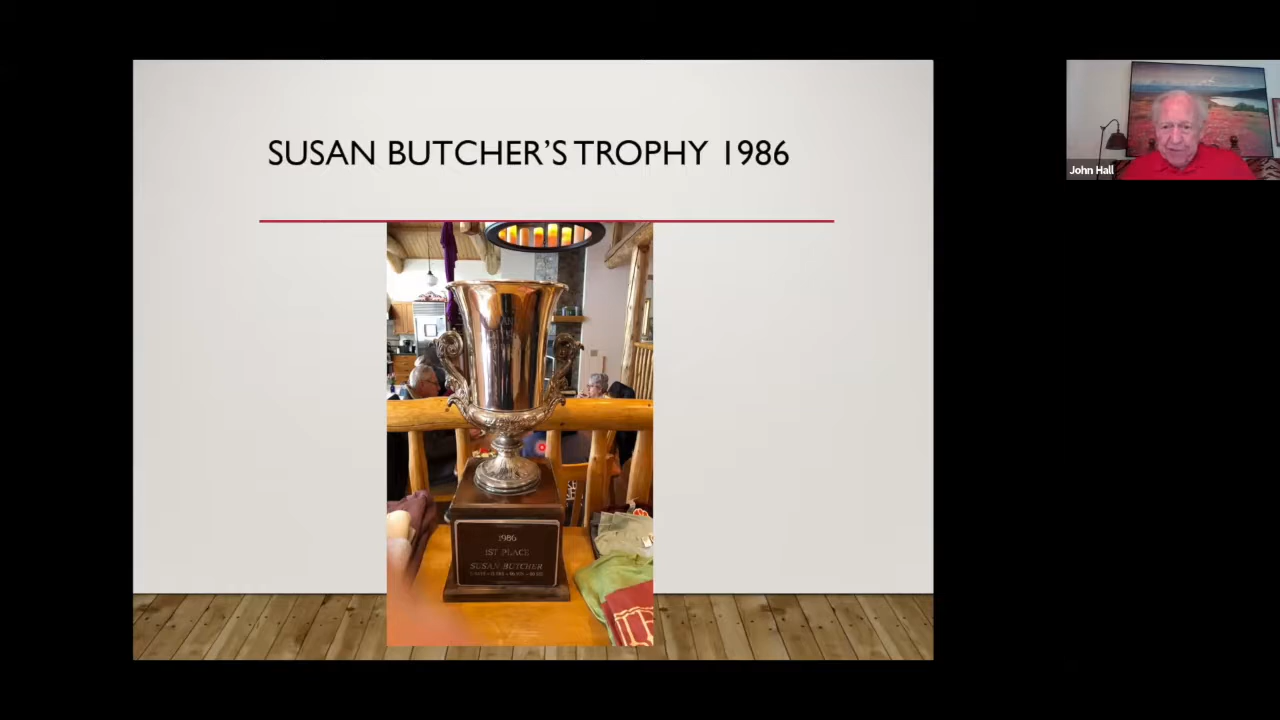 SUSAN BUTCHER'S TROPHY 1986
John Hall
1986
1ST PLACE
SUSAN BUTCHER